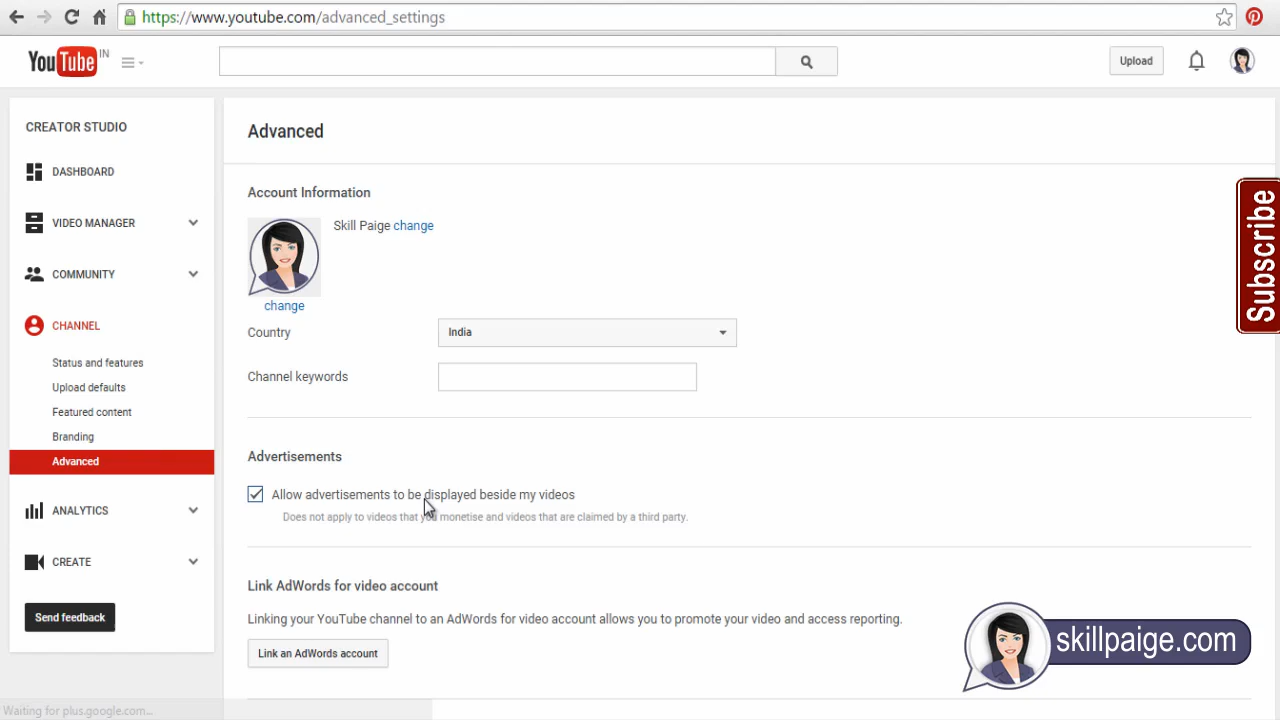 https://www.youtube.com/advanced_settings
YouTube IN
Upload
CREATOR STUDIO
DASHBOARD
VIDEO MANAGER
COMMUNITY
CHANNEL
Status and features
Upload defaults
Featured content
Branding
Advanced
ANALYTICS
CREATE
Send feedback
Advanced
Account Information
Skill Paige change
change
Country India
Channel keywords
Advertisements
Allow advertisements to be displayed beside my videos
Does not apply to videos that you monetise and videos that are claimed by a third party.
Link AdWords for video account
Linking your YouTube channel to an AdWords for video account allows you to promote your video and access reporting.
Link an AdWords account
Subscribe
skillpaige.com
Waiting for plus.google.com...